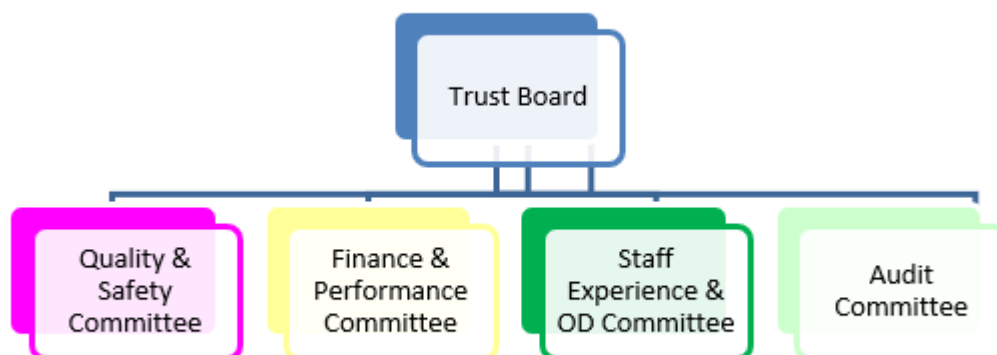 Trust Board
Quality &
Safety
Committee
Finance &
Performance
Committee
Staff
Experience &
OD Committee
Audit
Committee